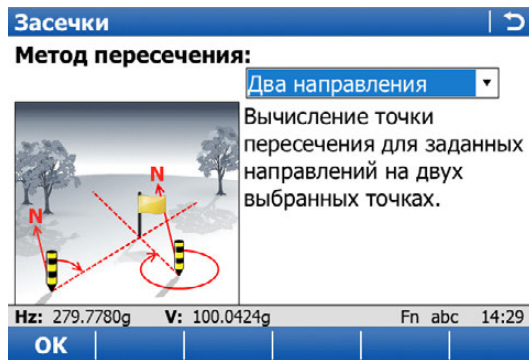 Засечки
Метод пересечения:
Два направления
Вычисление точки
пересечения для заданных
направлений на двух
выбранных точках.
N
N
Hz: 279.7780g V: 100.0424g Fn abc 14:29
OK